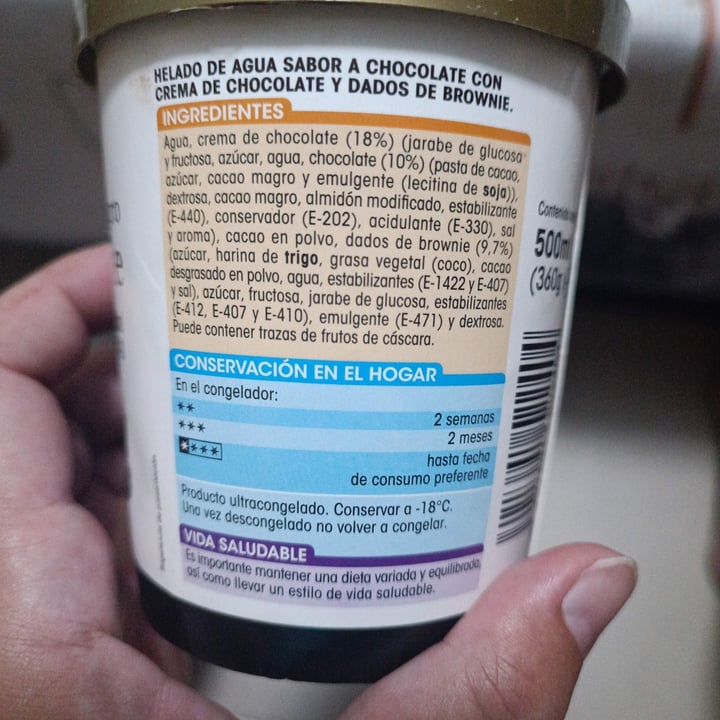 HELADO DE AGUA SABOR A CHOCOLATE CON
CREMA DE CHOCOLATE Y DADOS DE BROWNIE.
INGREDIENTES
Agua, crema de chocolate (18%) (jarabe de glucosa
y fructosa, azúcar, agua, chocolate (10%) (pasta de cacao,
azúcar, cacao magro y emulgente (lecitina de soja)),
dextrosa, cacao magro, almidón modificado, estabilizante
(E-440), conservador (E-202), acidulante (E-330), sal
y aroma), cacao en polvo, dados de brownie (9,7%)
(azúcar, harina de trigo, grasa vegetal (coco), cacao
desgrasado en polvo, agua, estabilizantes (E-1422 y E-407)
y sal), azúcar, fructosa, jarabe de glucosa, estabilizantes
(E-412, E-407 y E-410), emulgente (E-471) y dextrosa.
Puede contener trazas de frutos de cáscara.
CONSERVACIÓN EN EL HOGAR
En el congelador:
** 2 semanas
*** 2 meses
**** hasta fecha
de consumo preferente
Producto ultracongelado. Conservar a -18°C.
Una vez descongelado no volver a congelar.
VIDA SALUDABLE
Es importante mantener una dieta variada y equilibrada,
así como llevar un estilo de vida saludable.
500ml
(360g